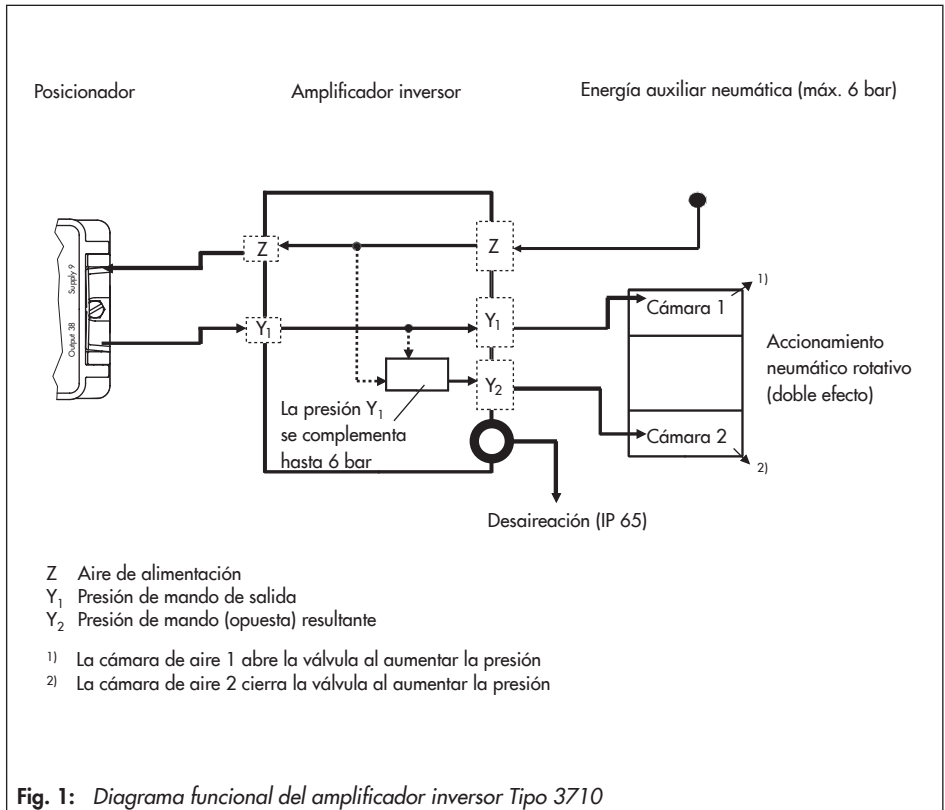 Posicionador
Amplificador inversor
Energía auxiliar neumática (máx. 6 bar)
Supply 9
Output 38
Z
Z
Y1
Y1
Y2
La presión Y1
se complementa
hasta 6 bar
Cámara 1
1)
Accionamiento
neumático rotativo
(doble efecto)
Cámara 2
2)
Desaireación (IP 65)
Z Aire de alimentación
Y1 Presión de mando de salida
Y2 Presión de mando (opuesta) resultante
1) La cámara de aire 1 abre la válvula al aumentar la presión
2) La cámara de aire 2 cierra la válvula al aumentar la presión
Fig. 1: Diagrama funcional del amplificador inversor Tipo 3710